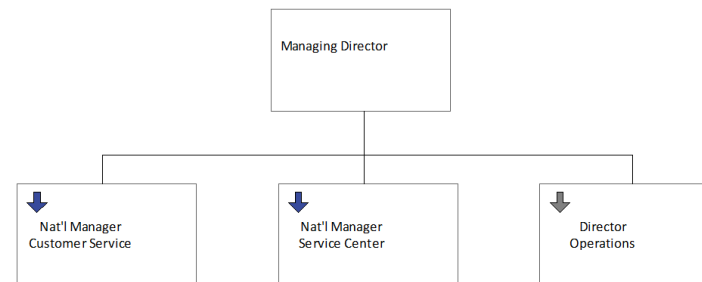 Managing Director
Nat'l Manager
Customer Service
Nat'l Manager
Service Center
Director
Operations